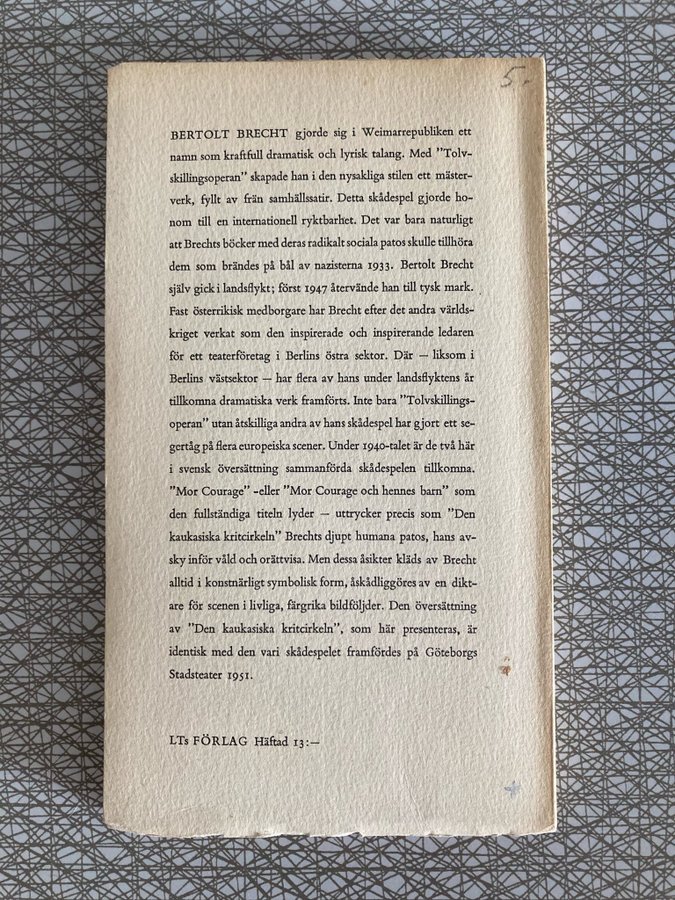 5.-
BERTOLT BRECHT gjorde sig i Weimarrepubliken ett
namn som kraftfull dramatisk och lyrisk talang. Med ”Tolv-
skillingsoperan” skapade han i den nysakliga stilen ett mäster-
verk, fyllt av frän samhällssatir. Detta skådespel gjorde ho-
nom till en internationell ryktbarhet. Det var bara naturligt
att Brechts böcker med deras radikalt sociala patos skulle tillhöra
dem som brändes på bål av nazisterna 1933. Bertolt Brecht
själv gick i landsflykt; först 1947 återvände han till tysk mark.
Fast österrikisk medborgare har Brecht efter det andra världs-
kriget verkat som den inspirerade och inspirerande ledaren
för ett teaterföretag i Berlins östra sektor. Där — liksom i
Berlins västsektor — har flera av hans under landsflyktens år
tillkomna dramatiska verk framförts. Inte bara ”Tolvskillings-
operan” utan åtskilliga andra av hans skådespel har gjort ett se-
gertåg på flera europeiska scener. Under 1940-talet är de två här
i svensk översättning sammanförda skådespelen tillkomna.
”Mor Courage” -eller ”Mor Courage och hennes barn” som
den fullständiga titeln lyder — uttrycker precis som ”Den
kaukasiska kritcirkeln” Brechts djupt humana patos, hans av-
sky inför våld och orättvisa. Men dessa åsikter kläds av Brecht
alltid i konstnärligt symbolisk form, åskådliggöres av en dikt-
are för scenen i livliga, färgrika bildföljder. Den översättning
av ”Den kaukasiska kritcirkeln”, som här presenteras, är
identisk med den vari skådespelet framfördes på Göteborgs
Stadsteater 1951.
LTs FÖRLAG Häftad 13:—